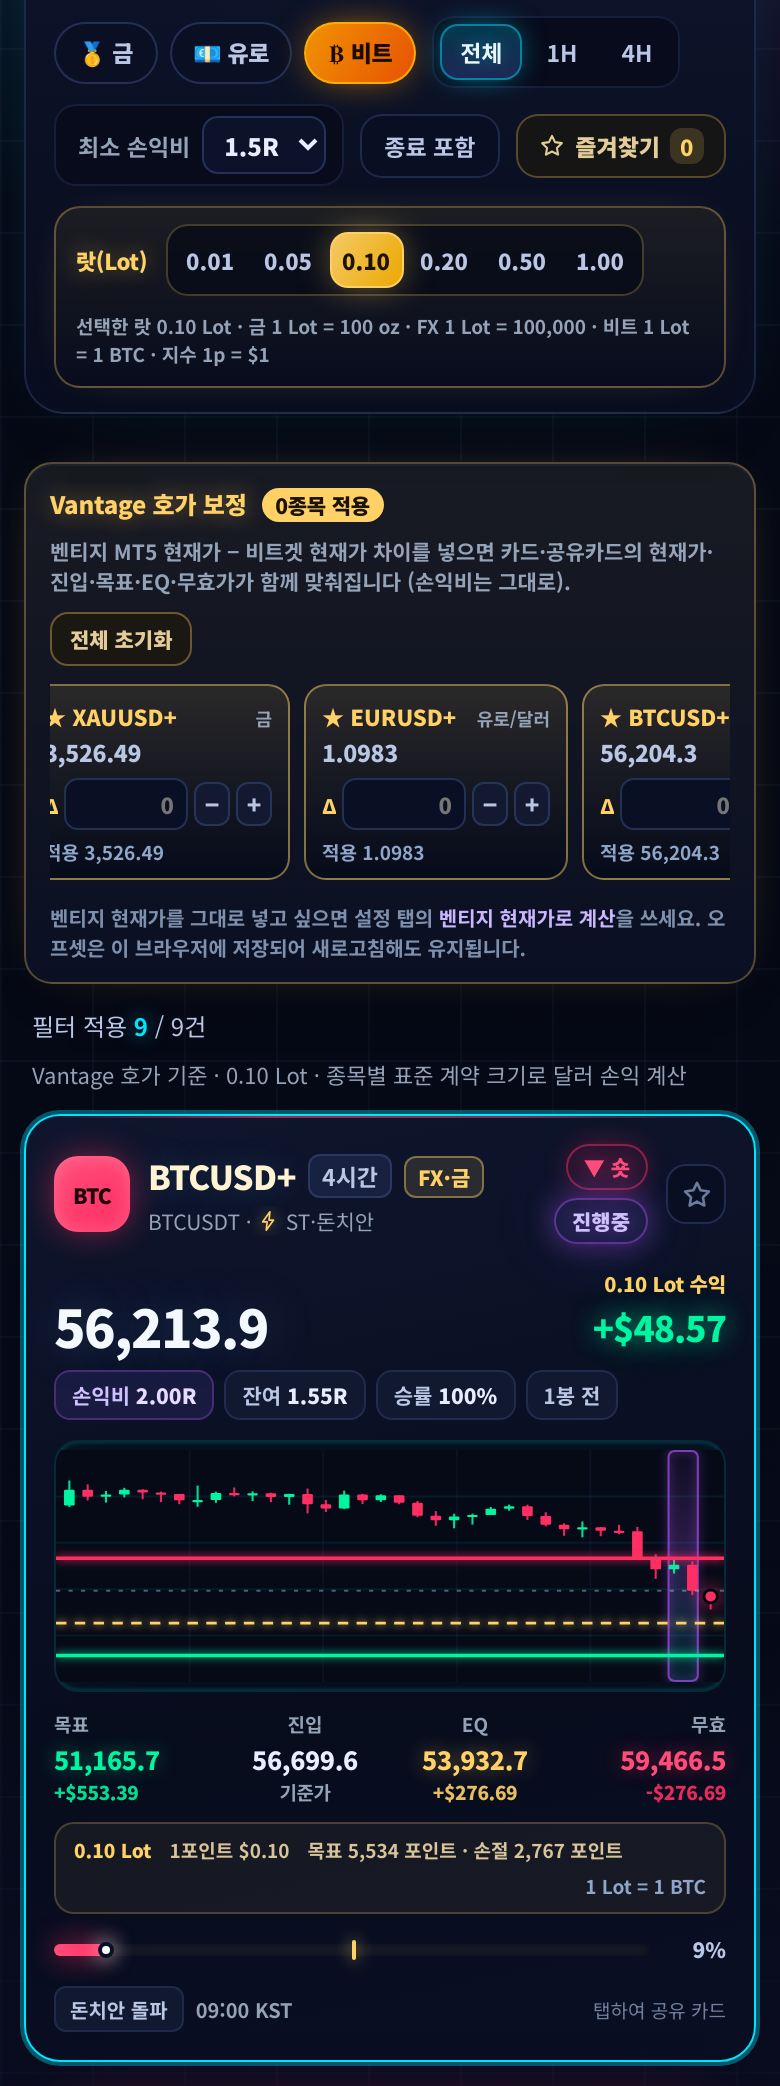 🥇 금 💶 유로 ₿ 비트 전체 1H 4H
최소 손익비 1.5R 종료 포함 ☆ 즐겨찾기 0
랏(Lot) 0.01 0.05 0.10 0.20 0.50 1.00
선택한 랏 0.10 Lot · 금 1 Lot = 100 oz · FX 1 Lot = 100,000 · 비트 1 Lot
= 1 BTC · 지수 1p = $1
Vantage 호가 보정 0종목 적용
벤티지 MT5 현재가 − 비트겟 현재가 차이를 넣으면 카드·공유카드의 현재가·
진입·목표·EQ·무효가가 함께 맞춰집니다 (손익비는 그대로).
전체 초기화
★ XAUUSD+ 금 ★ EURUSD+ 유로/달러 ★ BTCUSD+
3,526.49 1.0983 56,204.3
Δ 0 − + Δ 0 − + Δ 0
적용 3,526.49 적용 1.0983 적용 56,204.3
벤티지 현재가를 그대로 넣고 싶으면 설정 탭의 벤티지 현재가로 계산을 쓰세요. 오
프셋은 이 브라우저에 저장되어 새로고침해도 유지됩니다.
필터 적용 9 / 9건
Vantage 호가 기준 · 0.10 Lot · 종목별 표준 계약 크기로 달러 손익 계산
BTC BTCUSD+ 4시간 FX·금 ▼ 숏
BTCUSDT · ⚡ ST·돈치안 진행중 ☆
0.10 Lot 수익
56,213.9 +$48.57
손익비 2.00R 잔여 1.55R 승률 100% 1봉 전
목표 진입 EQ 무효
51,165.7 56,699.6 53,932.7 59,466.5
+$553.39 기준가 +$276.69 -$276.69
0.10 Lot 1포인트 $0.10 목표 5,534 포인트 · 손절 2,767 포인트
1 Lot = 1 BTC
9%
돈치안 돌파 09:00 KST 탭하여 공유 카드